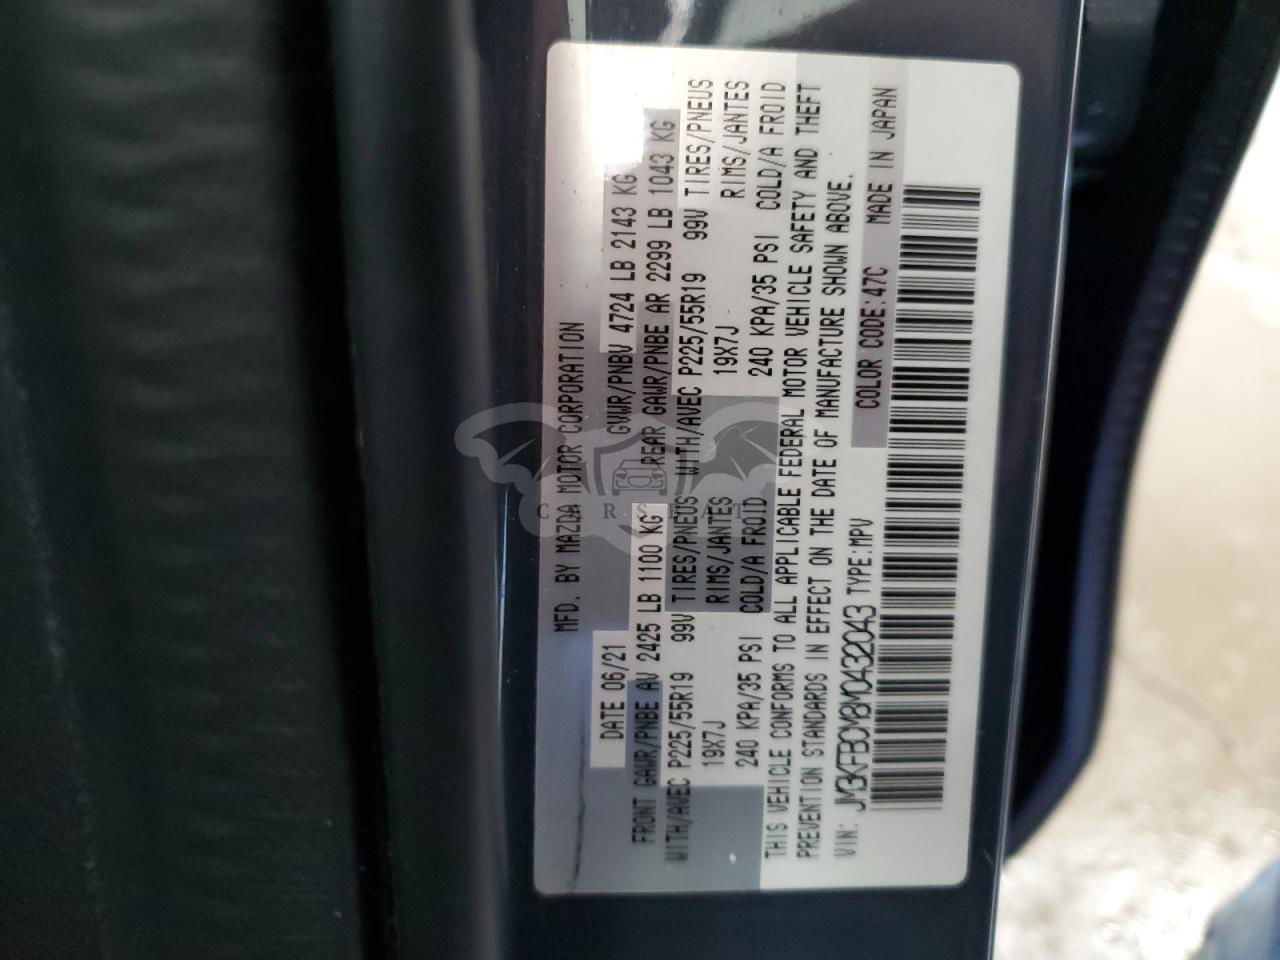 MFD. BY MAZDA MOTOR CORPORATION
DATE 06/21 GVWR/PNBV 4724 LB 2143 KG
FRONT GAWR/PNBE AV 2425 LB 1100 KG REAR GAWR/PNBE AR 2299 LB 1043 KG
WITH/AVEC P225/55R19 99V TIRES/PNEUS WITH/AVEC P225/55R19 99V TIRES/PNEUS
19X7J RIMS/JANTES 19X7J RIMS/JANTES
240 KPA/35 PSI COLD/A FROID 240 KPA/35 PSI COLD/A FROID
THIS VEHICLE CONFORMS TO ALL APPLICABLE FEDERAL MOTOR VEHICLE SAFETY AND THEFT
PREVENTION STANDARDS IN EFFECT ON THE DATE OF MANUFACTURE SHOWN ABOVE.
VIN: JM3KFBCM8M0432043 TYPE:MPV COLOR CODE:47C MADE IN JAPAN